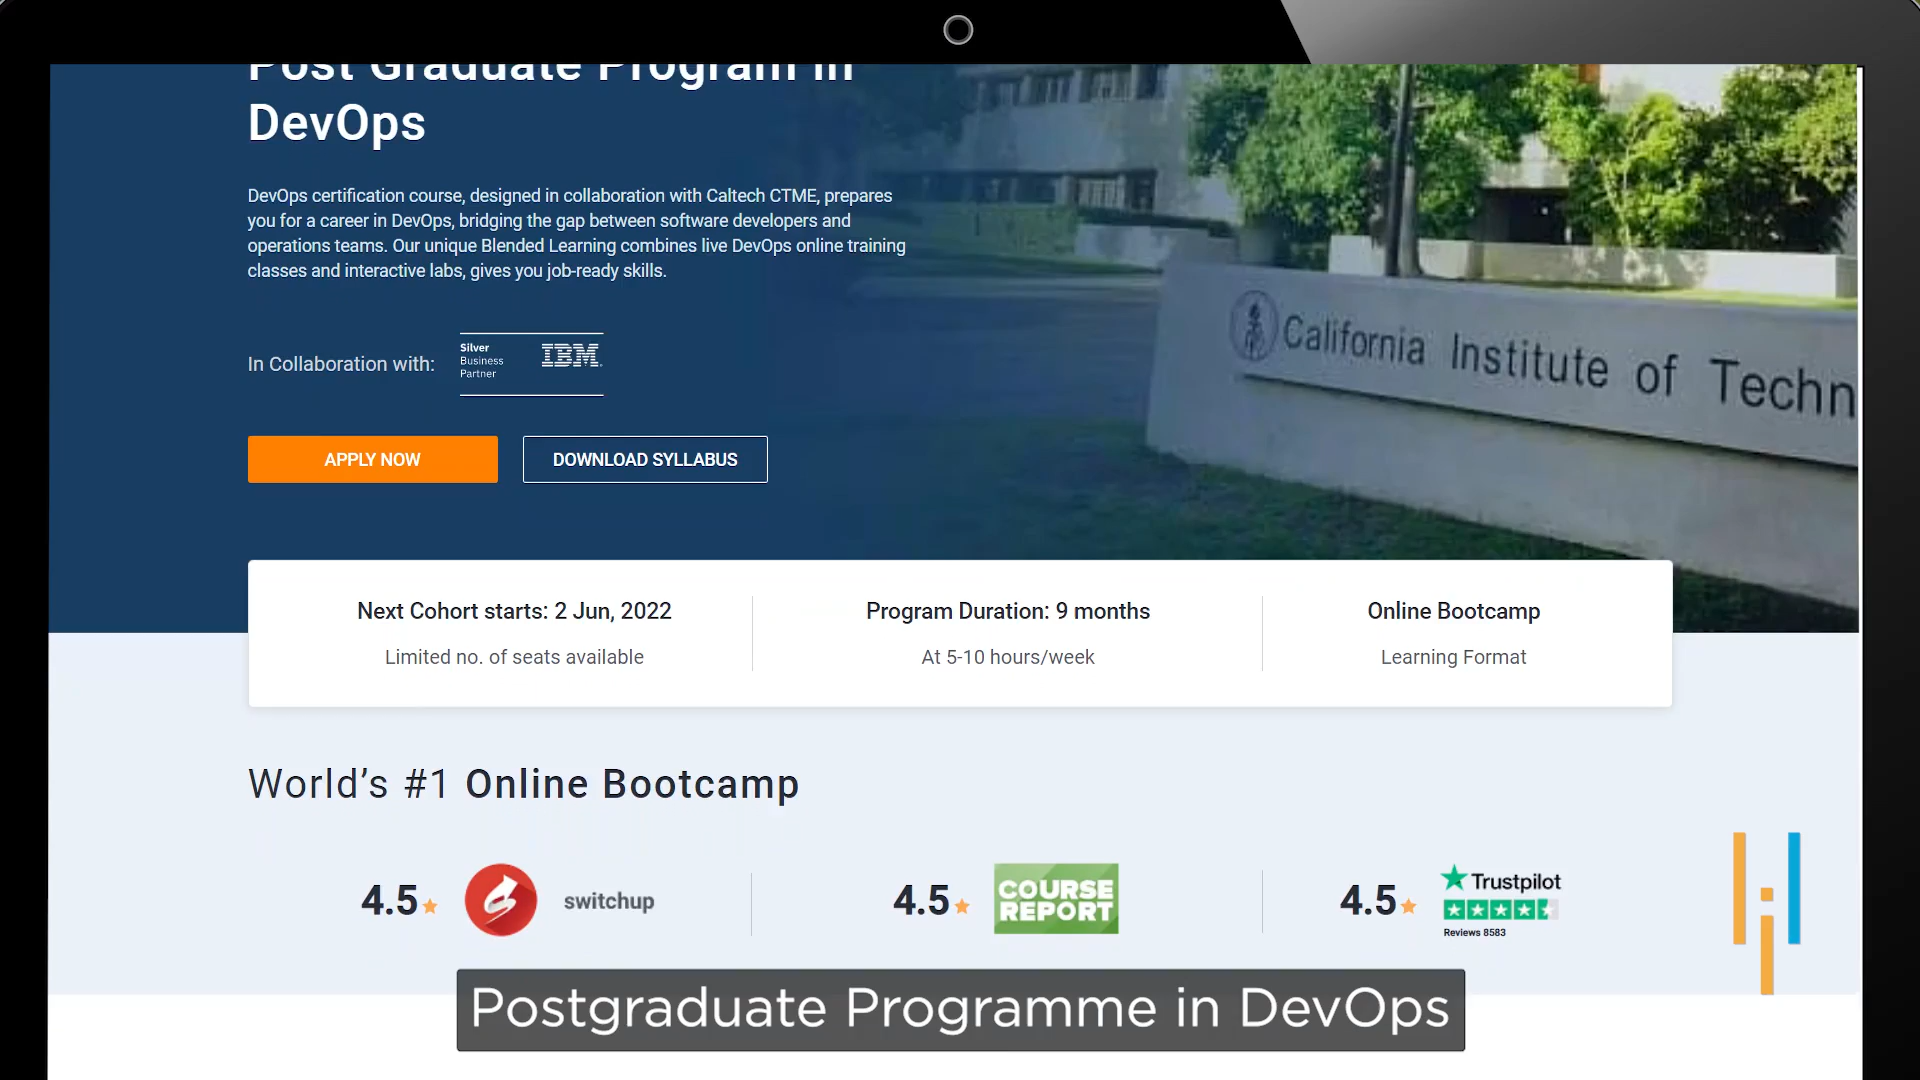 Post Graduate Program in
DevOps
DevOps certification course, designed in collaboration with Caltech CTME, prepares
you for a career in DevOps, bridging the gap between software developers and
operations teams. Our unique Blended Learning combines live DevOps online training
classes and interactive labs, gives you job-ready skills.
In Collaboration with:
Silver
Business
Partner
IBM
APPLY NOW
DOWNLOAD SYLLABUS
California Institute of Techn
Next Cohort starts: 2 Jun, 2022
Limited no. of seats available
Program Duration: 9 months
At 5-10 hours/week
Online Bootcamp
Learning Format
World's #1 Online Bootcamp
4.5
switchup
4.5
COURSE
REPORT
4.5
Trustpilot
Reviews 8583
Postgraduate Programme in DevOps